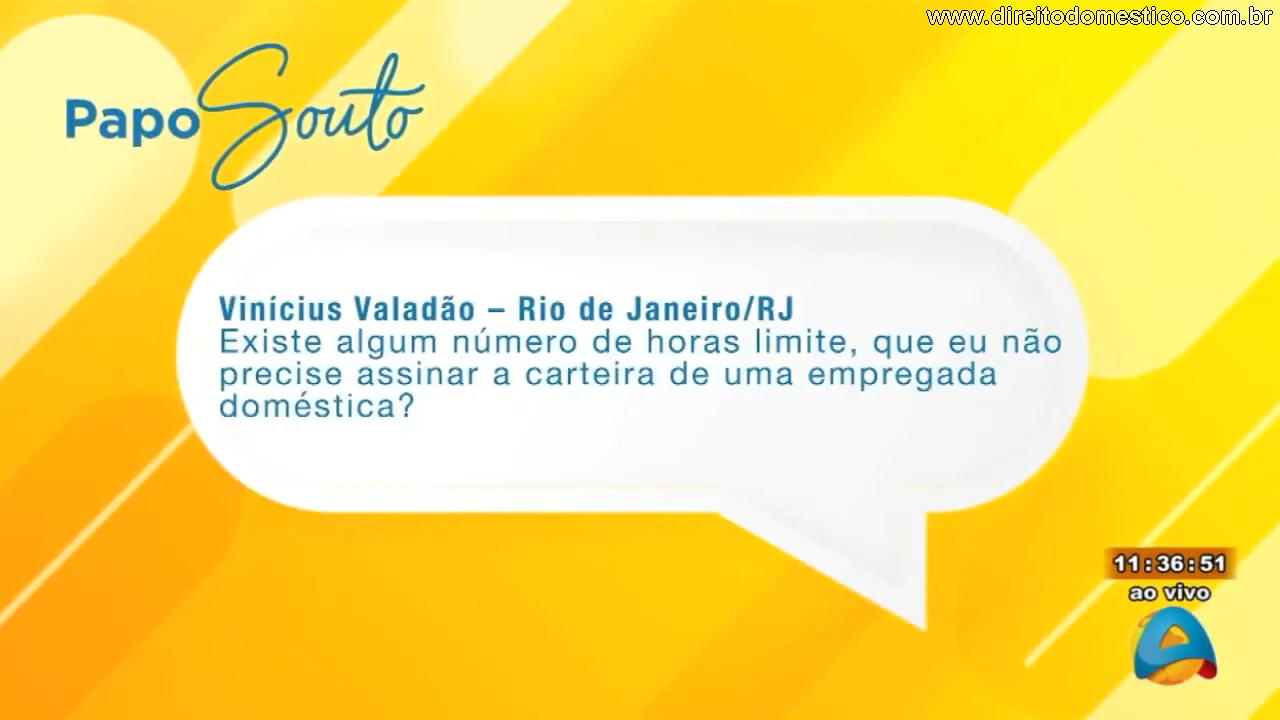 www.direitodomestico.com.br
Papo Souto
Vinícius Valadão – Rio de Janeiro/RJ
Existe algum número de horas limite, que eu não
precise assinar a carteira de uma empregada
doméstica?
11:36:51
ao vivo